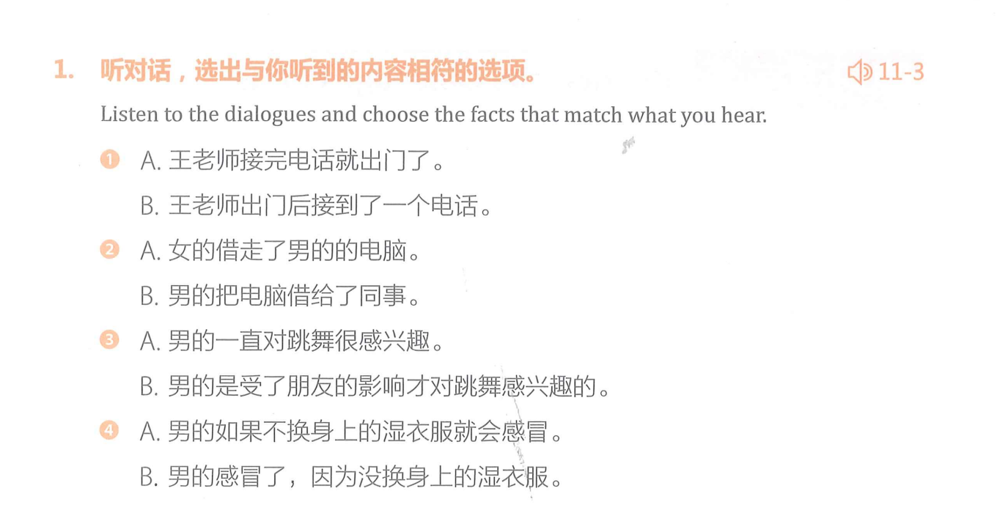 1. 听对话，选出与你听到的内容相符的选项。 11-3
Listen to the dialogues and choose the facts that match what you hear.
1 A. 王老师接完电话就出门了。
B. 王老师出门后接到了一个电话。
2 A. 女的借走了男的的电脑。
B. 男的把电脑借给了同事。
3 A. 男的一直对跳舞很感兴趣。
B. 男的是受了朋友的影响才对跳舞感兴趣的。
4 A. 男的如果不换身上的湿衣服就会感冒。
B. 男的感冒了，因为没换身上的湿衣服。